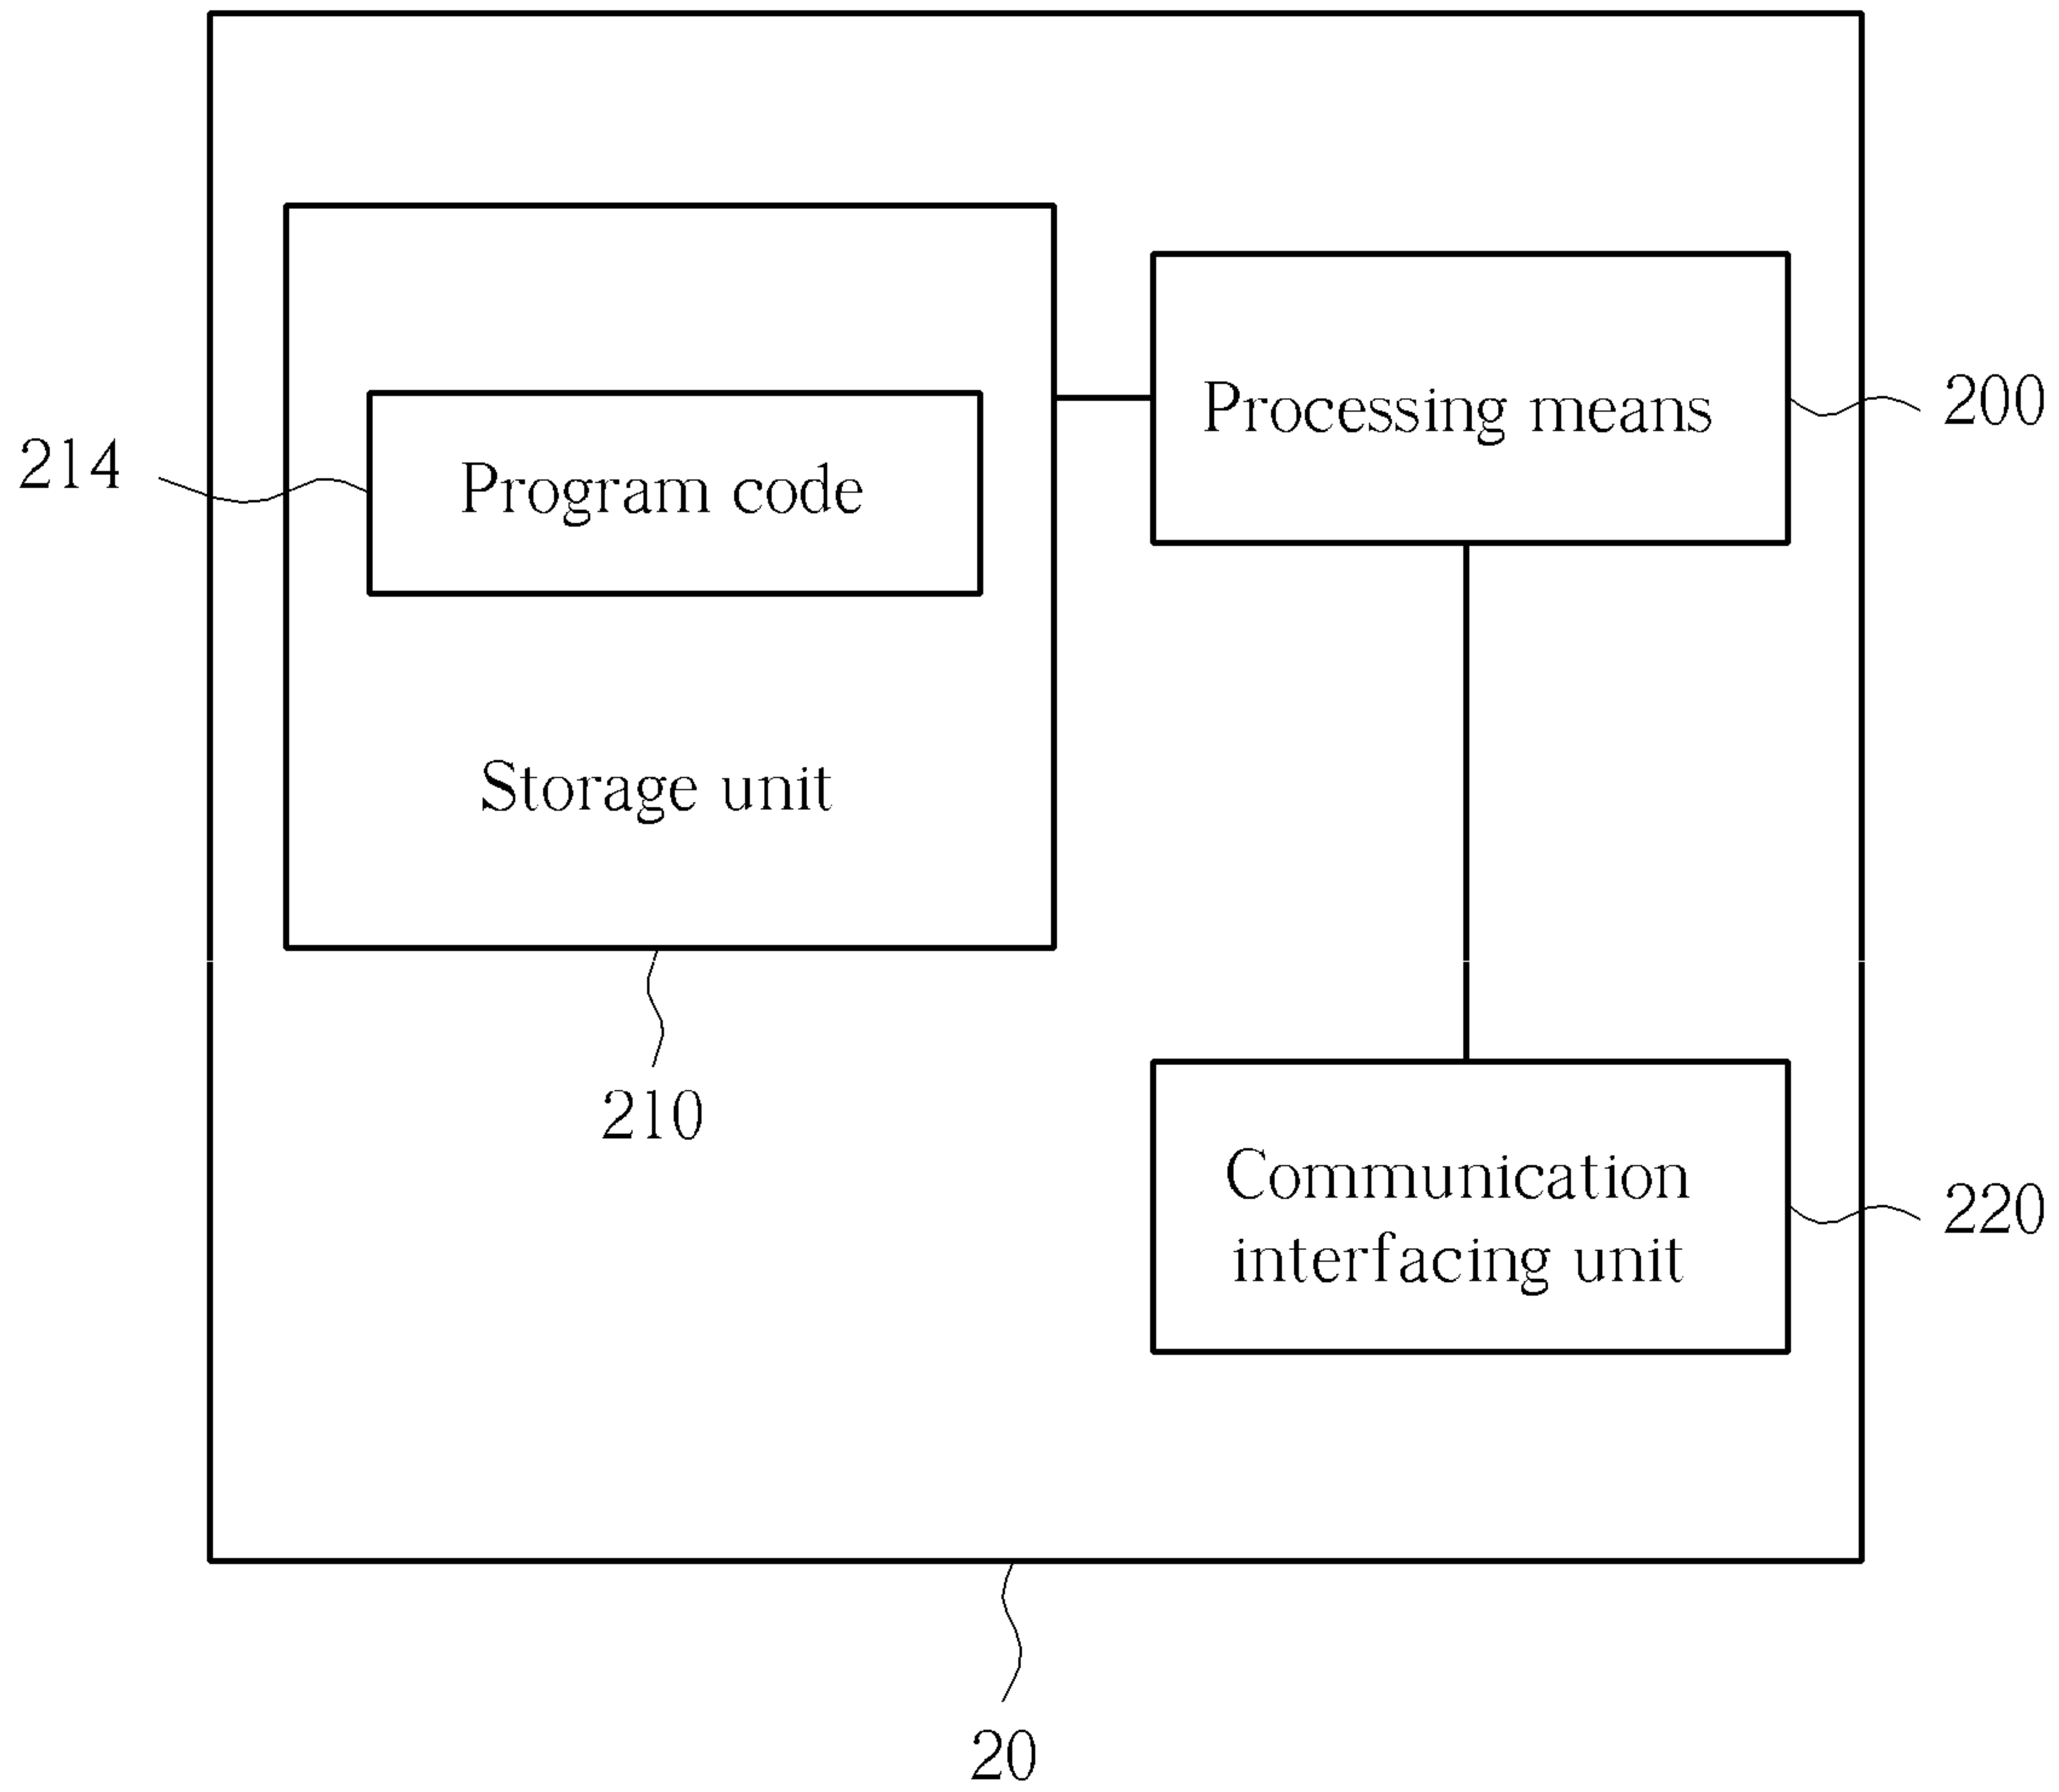 Processing means
200
214
Program code
Storage unit
210
Communication
interfacing unit
220
20